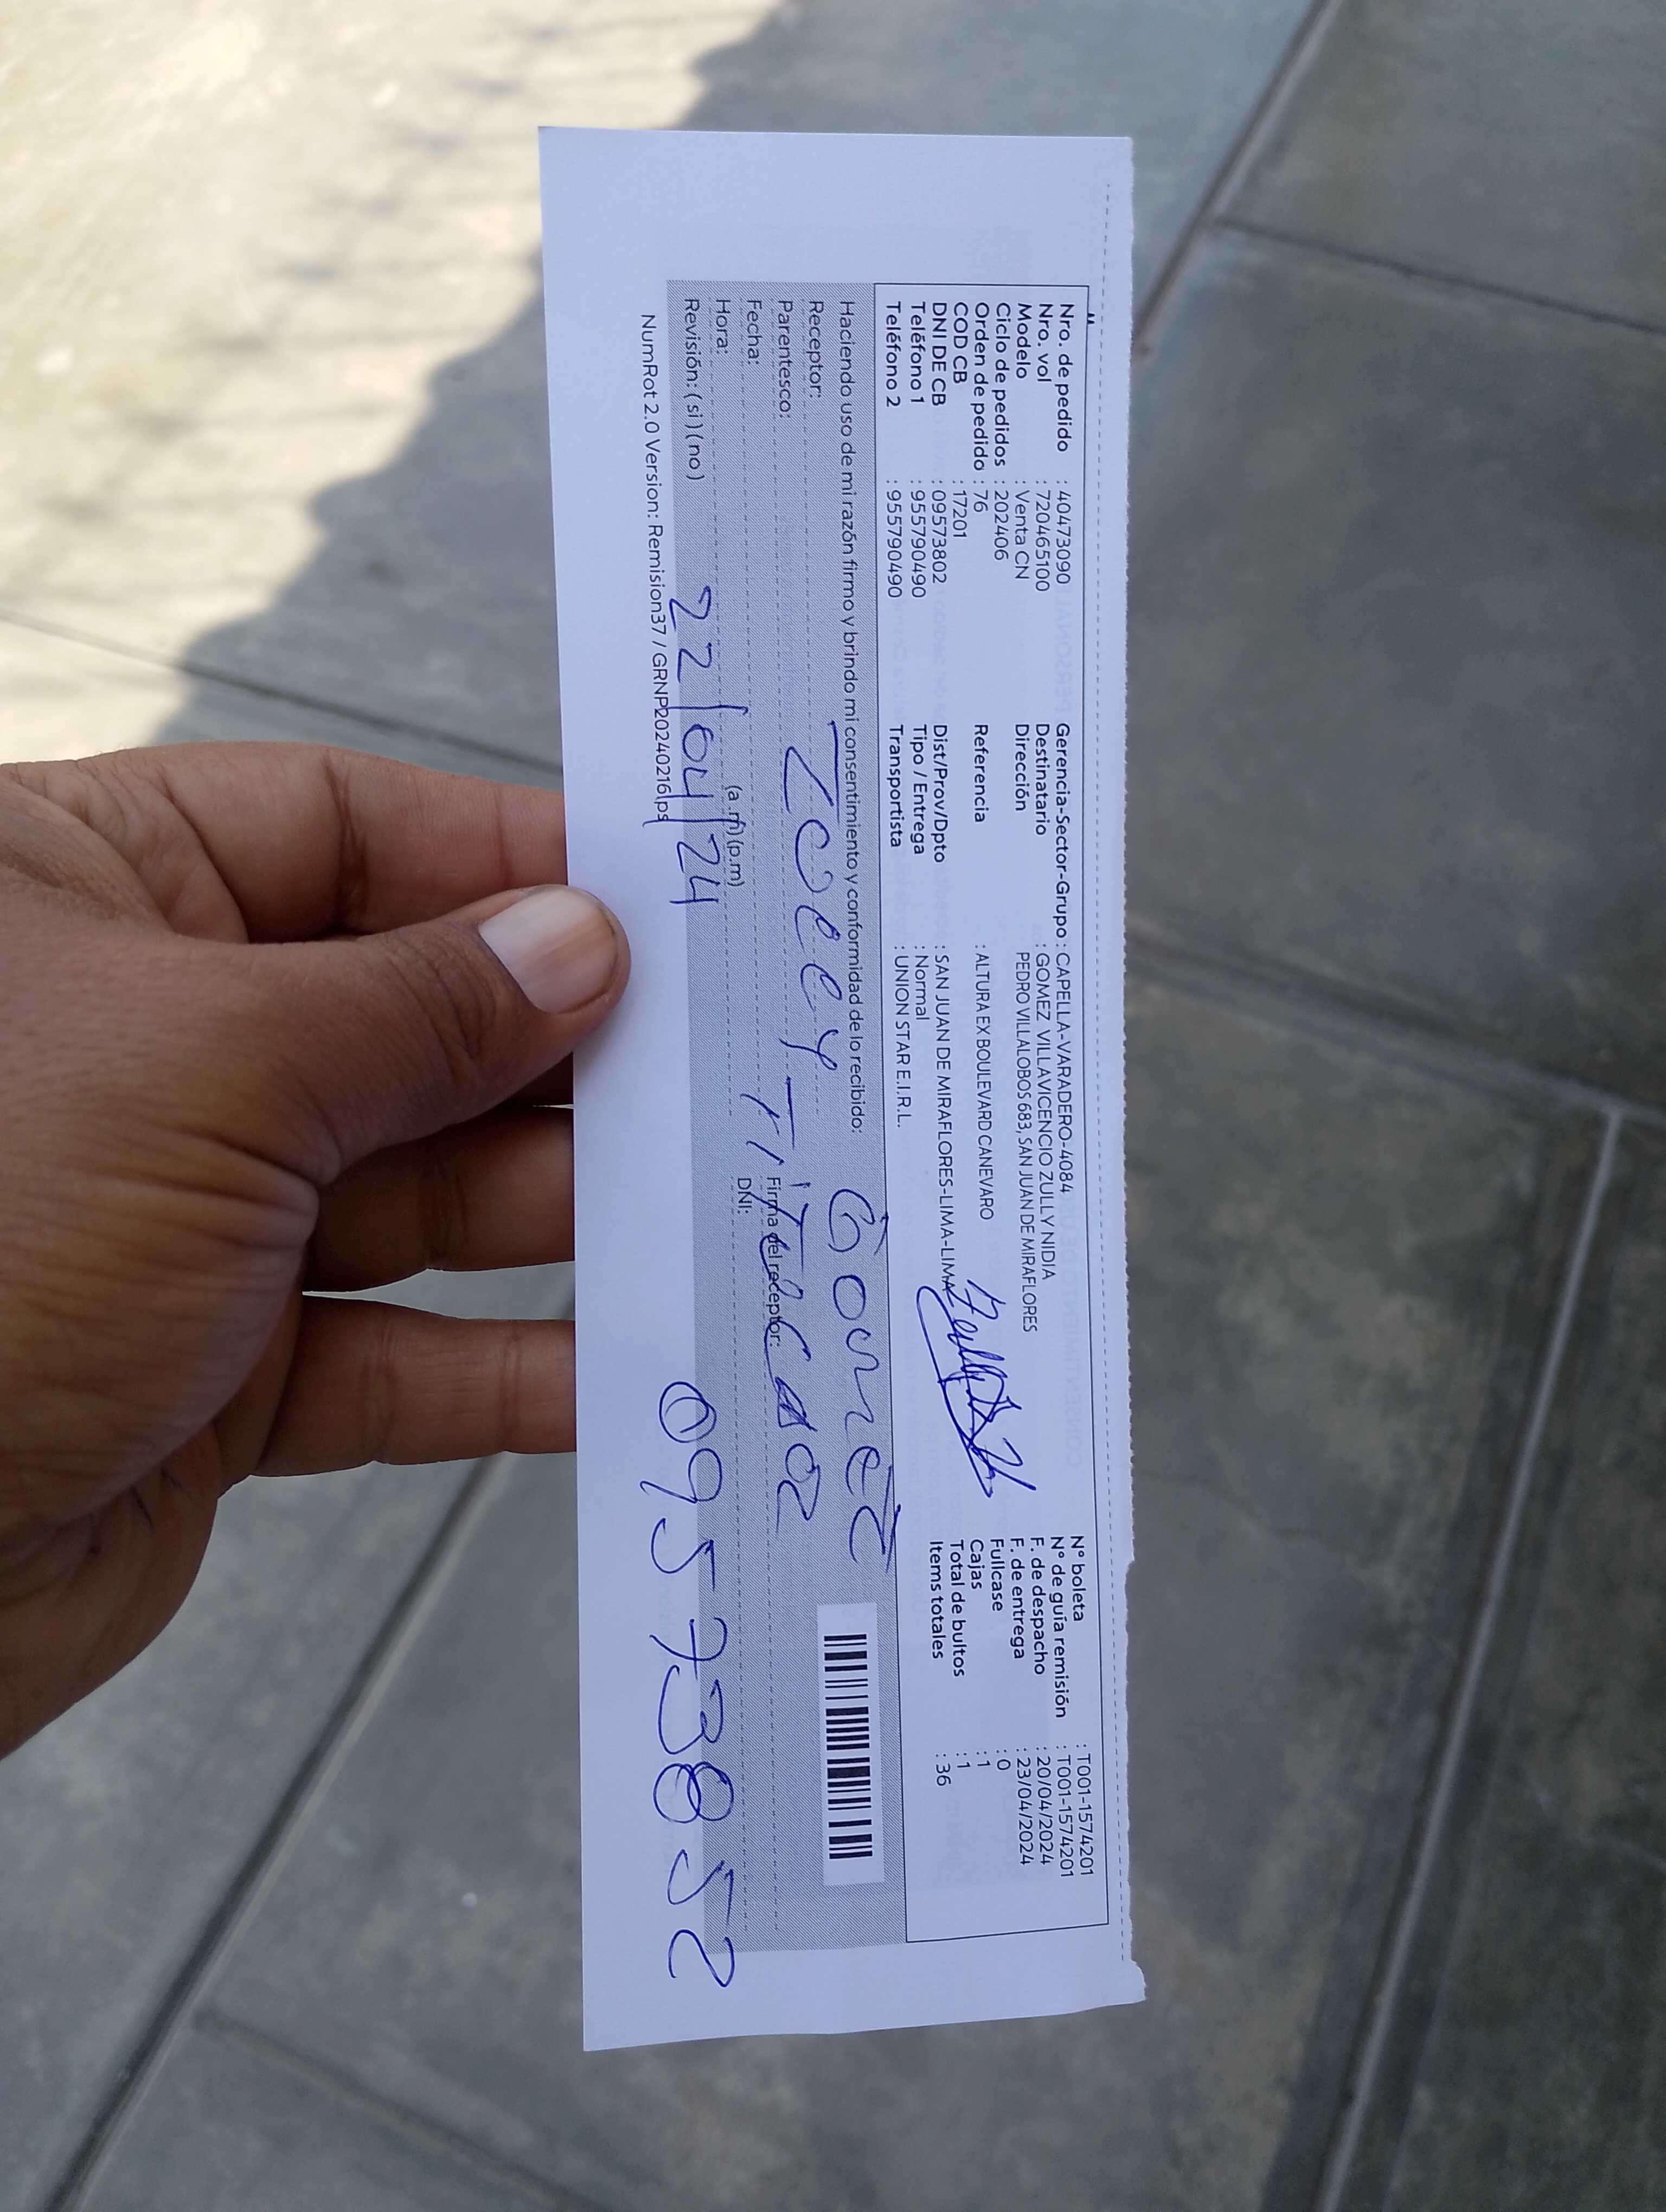 Nro. de pedido : 40473090
Nro. vol : 720465100
Modelo : Venta CN
Ciclo de pedidos : 202406
Orden de pedido : 76
COD CB : 17201
DNI DE CB : 09573802
Teléfono 1 : 955790490
Teléfono 2 : 955790490
Gerencia-Sector-Grupo : CAPELLA-VARADERO-4084
Destinatario : GOMEZ VILLAVICENCIO ZULLY NIDIA
Dirección PEDRO VILLALOBOS 683, SAN JUAN DE MIRAFLORES
Referencia : ALTURA EX BOULEVARD CANEVARO
Dist/Prov/Dpto : SAN JUAN DE MIRAFLORES-LIMA-LIMA
Tipo / Entrega : Normal
Transportista : UNION STAR E.I.R.L.
N° boleta : T001-1574201
N° de guía remisión : T001-1574201
F. de despacho : 20/04/2024
F. de entrega : 23/04/2024
Fullcase : 0
Cajas : 1
Total de bultos : 1
Items totales : 36
Haciendo uso de mi razón firmo y brindo mi consentimiento y conformidad de lo recibido:
Receptor: Zully Gomez
Parentesco: Titular
Fecha:
Firma del receptor:
Hora: (a.m) (p.m)
DNI: 09573852
Revisión: (si) (no) 22/04/24
NumRot 2.0 Version: Remision37 / GRNP20240216lps